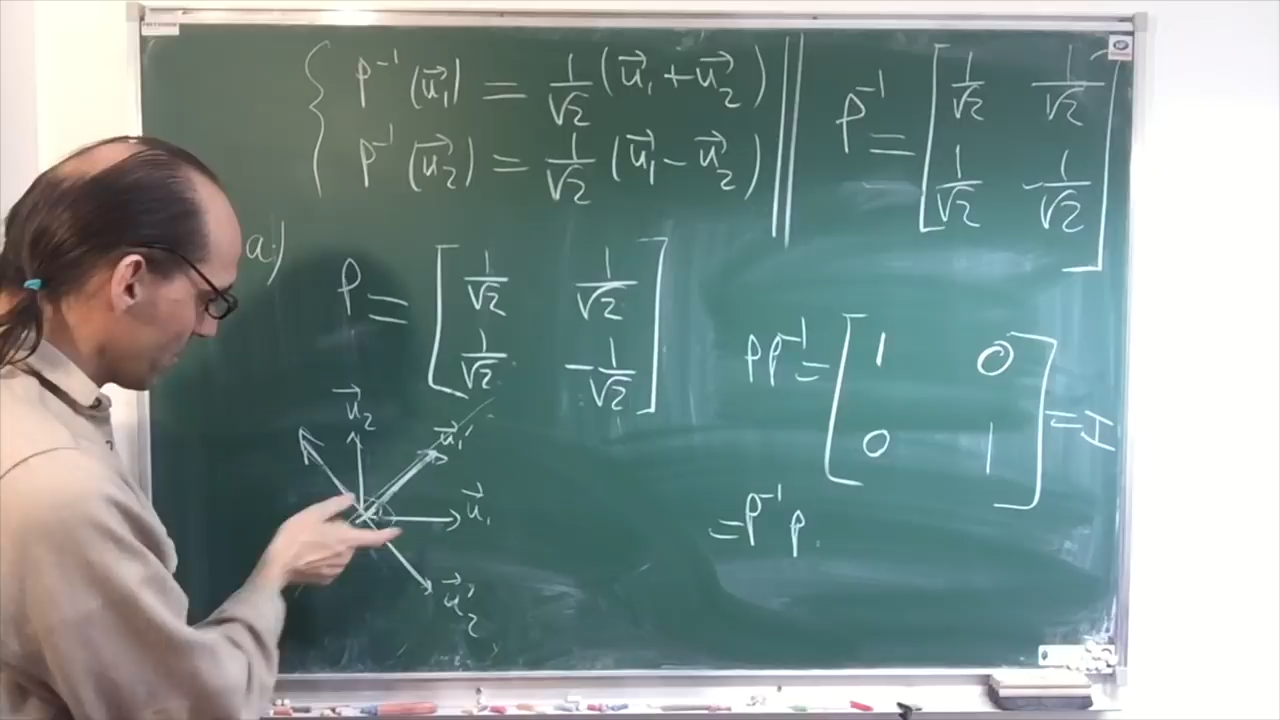 P⁻¹(u⃗₁) = 1/√2 (u⃗₁ + u⃗₂)
P⁻¹(u⃗₂) = 1/√2 (u⃗₁ − u⃗₂)
P⁻¹ = [1/√2 1/√2
1/√2 -1/√2]
a)
P = [1/√2 1/√2
1/√2 -1/√2]
PP⁻¹ = [1 0
0 1] = I
= P⁻¹P.
u⃗₂
u⃗₁'
u⃗₁
u⃗₂'